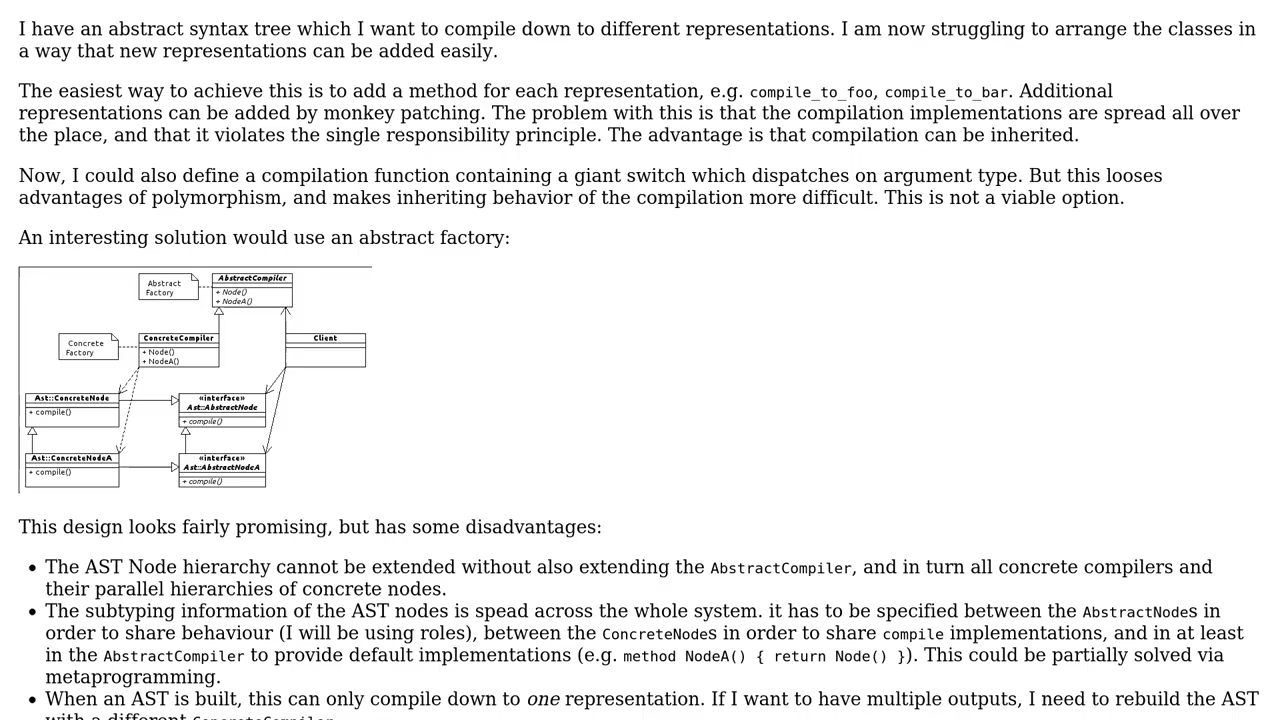 I have an abstract syntax tree which I want to compile down to different representations. I am now struggling to arrange the classes in
a way that new representations can be added easily.
The easiest way to achieve this is to add a method for each representation, e.g. compile_to_foo, compile_to_bar. Additional
representations can be added by monkey patching. The problem with this is that the compilation implementations are spread all over
the place, and that it violates the single responsibility principle. The advantage is that compilation can be inherited.
Now, I could also define a compilation function containing a giant switch which dispatches on argument type. But this looses
advantages of polymorphism, and makes inheriting behavior of the compilation more difficult. This is not a viable option.
An interesting solution would use an abstract factory:
Abstract
Factory
AbstractCompiler
+ Node()
+ NodeA()
Concrete
Factory
ConcreteCompiler
+ Node()
+ NodeA()
Client
Ast::ConcreteNode
+ compile()
«interface»
Ast::AbstractNode
+ compile()
Ast::ConcreteNodeA
+ compile()
«interface»
Ast::AbstractNodeA
+ compile()
This design looks fairly promising, but has some disadvantages:
• The AST Node hierarchy cannot be extended without also extending the AbstractCompiler, and in turn all concrete compilers and
their parallel hierarchies of concrete nodes.
• The subtyping information of the AST nodes is spead across the whole system. it has to be specified between the AbstractNodes in
order to share behaviour (I will be using roles), between the ConcreteNodes in order to share compile implementations, and in at least
in the AbstractCompiler to provide default implementations (e.g. method NodeA() { return Node() }). This could be partially solved via
metaprogramming.
• When an AST is built, this can only compile down to one representation. If I want to have multiple outputs, I need to rebuild the AST
with a different ConcreteCompiler.